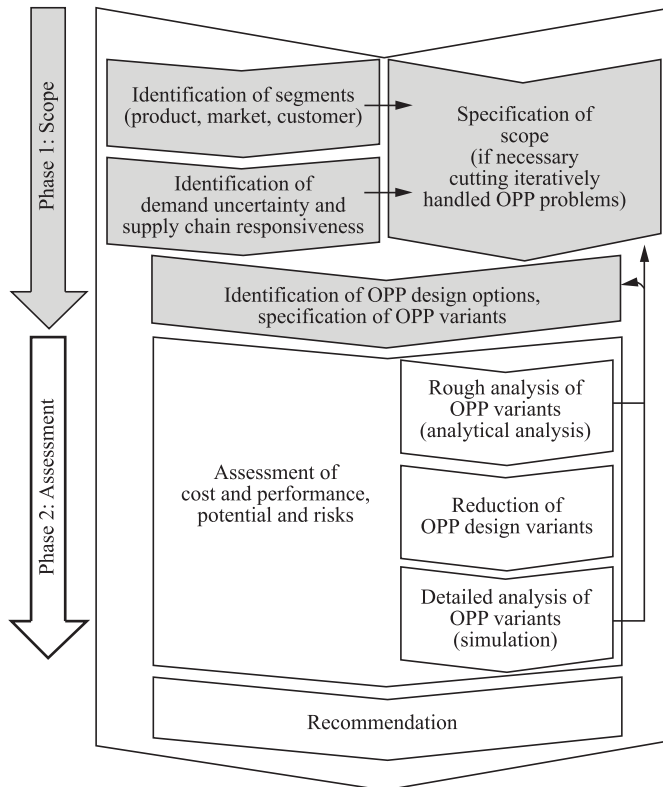 Phase 1: Scope
Identification of segments
(product, market, customer)
Identification of
demand uncertainty and
supply chain responsiveness
Specification of
scope
(if necessary
cutting iteratively
handled OPP problems)
Identification of OPP design options,
specification of OPP variants
Phase 2: Assessment
Assessment of
cost and performance,
potential and risks
Rough analysis of
OPP variants
(analytical analysis)
Reduction of
OPP design variants
Detailed analysis of
OPP variants
(simulation)
Recommendation